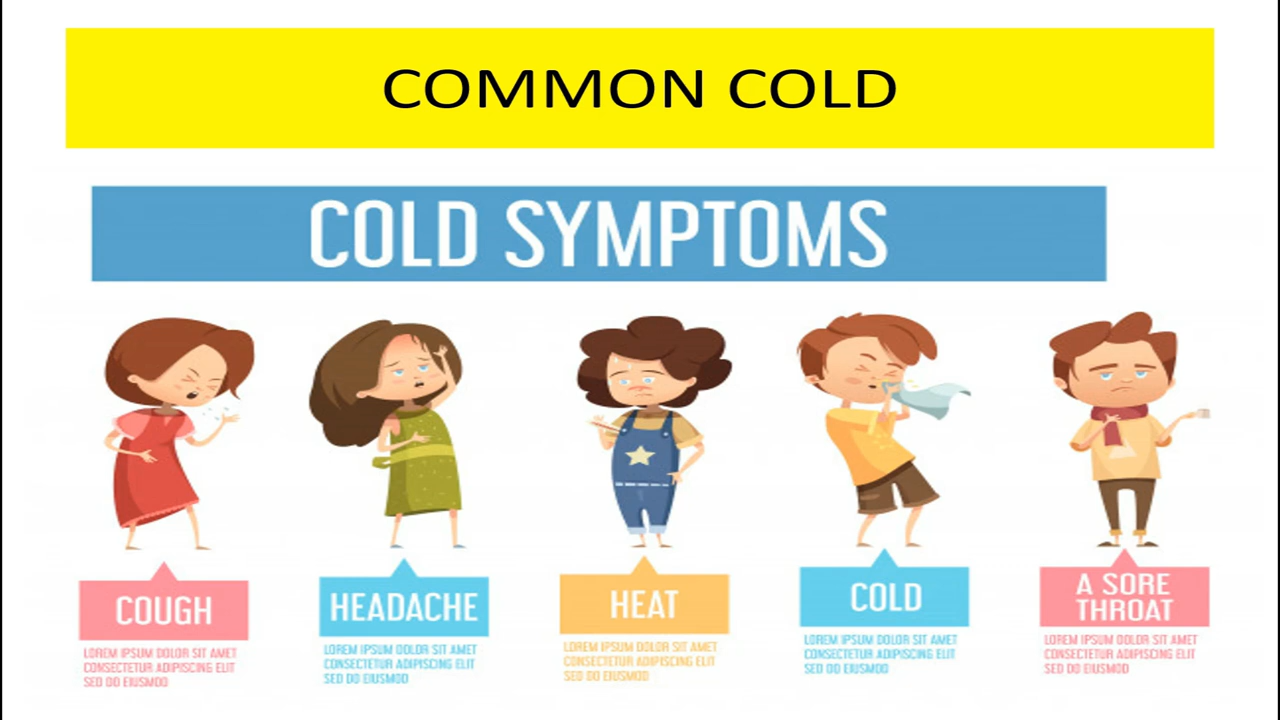 COMMON COLD
COLD SYMPTOMS
COUGH
LOREM IPSUM DOLOR SIT AMET
CONSECTETUR ADIPISCING ELIT
SED DO EIUSMOD
HEADACHE
LOREM IPSUM DOLOR SIT AMET
CONSECTETUR ADIPISCING ELIT
SED DO EIUSMOD
HEAT
LOREM IPSUM DOLOR SIT AMET
CONSECTETUR ADIPISCING ELIT
SED DO EIUSMOD
COLD
LOREM IPSUM DOLOR SIT AMET
CONSECTETUR ADIPISCING ELIT
SED DO EIUSMOD
A SORE
THROAT
LOREM IPSUM DOLOR SIT AMET
CONSECTETUR ADIPISCING ELIT
SED DO EIUSMOD